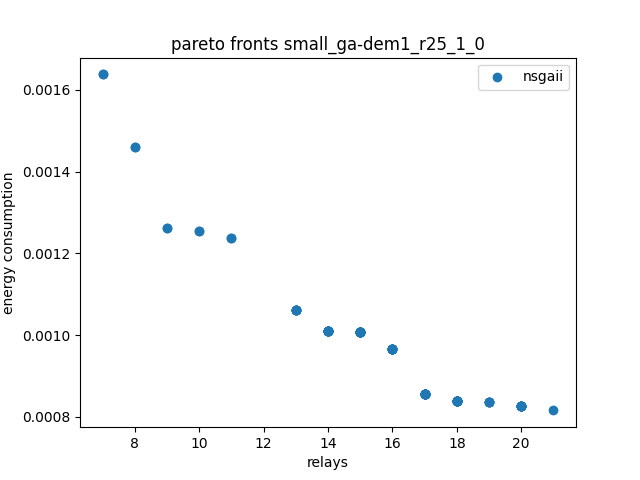 pareto fronts small_ga-dem1_r25_1_0
nsgaii
energy consumption
0.0016
0.0014
0.0012
0.0010
0.0008
8 10 12 14 16 18 20
relays